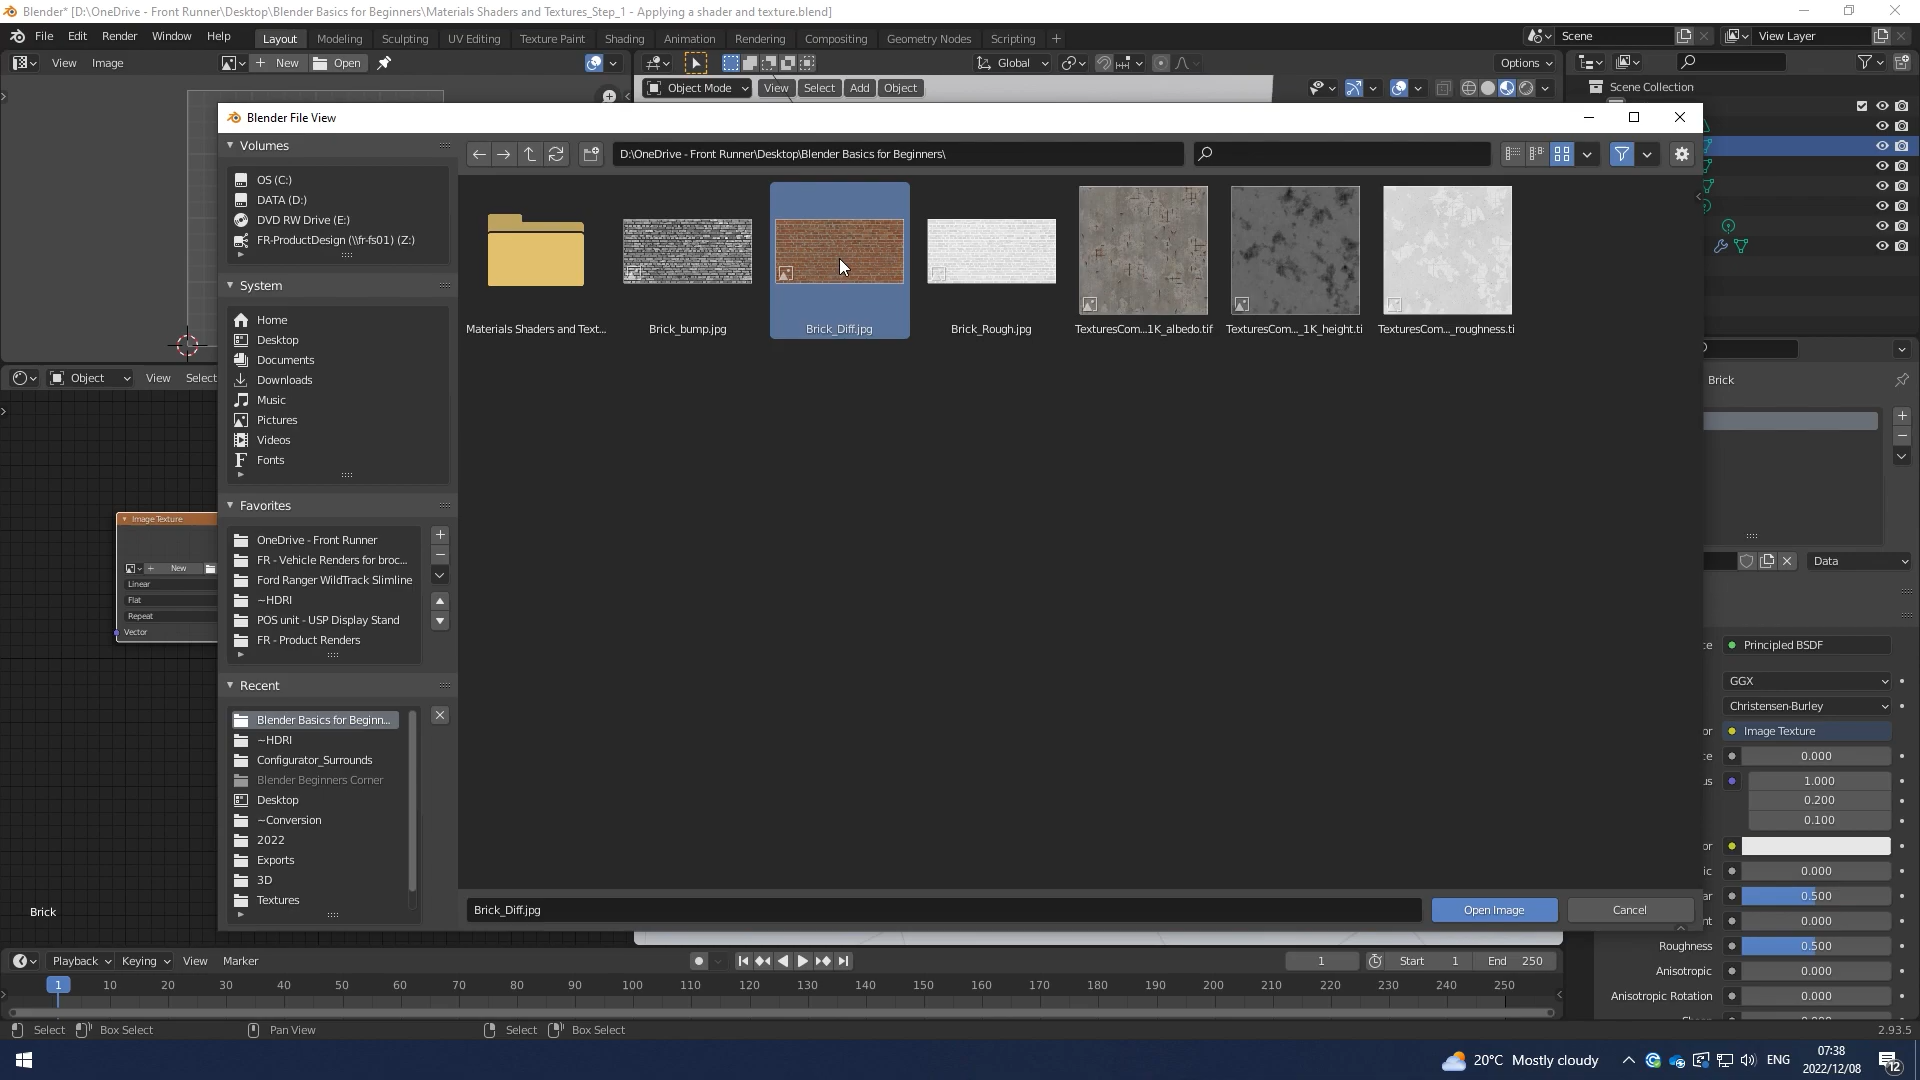 Blender* [D:\OneDrive - Front Runner\Desktop\Blender Basics for Beginners\Materials Shaders and Textures_Step_1 - Applying a shader and texture.blend]
File Edit Render Window Help Layout Modeling Sculpting UV Editing Texture Paint Shading Animation Rendering Compositing Geometry Nodes Scripting + Scene View Layer
View Image New Open Global Options
Object Mode View Select Add Object Scene Collection
Blender File View
Volumes
D:\OneDrive - Front Runner\Desktop\Blender Basics for Beginners\
OS (C:)
DATA (D:)
DVD RW Drive (E:)
FR-ProductDesign (\\fr-fs01) (Z:)
System
Home
Desktop
Documents
Downloads
Music
Pictures
Videos
Fonts
Materials Shaders and Text... Brick_bump.jpg Brick_Diff.jpg Brick_Rough.jpg TexturesCom...1K_albedo.tif TexturesCom..._1K_height.ti TexturesCom..._roughness.ti
Favorites
OneDrive - Front Runner
FR - Vehicle Renders for broc...
Ford Ranger WildTrack Slimline
~HDRI
POS unit - USP Display Stand
FR - Product Renders
Recent
Blender Basics for Beginn...
~HDRI
Configurator_Surrounds
Blender Beginners Corner
Desktop
~Conversion
2022
Exports
3D
Textures
Brick_Diff.jpg Open Image Cancel
Object View Select
Image Texture
New
Linear
Flat
Repeat
Vector
Brick
Brick
Data
ce Principled BSDF
GGX
Christensen-Burley
or Image Texture
ce 0.000
us 1.000
0.200
0.100
or
ic 0.000
ar 0.500
nt 0.000
Roughness 0.500
Anisotropic 0.000
Anisotropic Rotation 0.000
Playback Keying View Marker 1 Start 1 End 250
1 10 20 30 40 50 60 70 80 90 100 110 120 130 140 150 160 170 180 190 200 210 220 230 240 250
Select Box Select Pan View Select Box Select 2.93.5
20°C Mostly cloudy ENG 07:38
2022/12/08 12